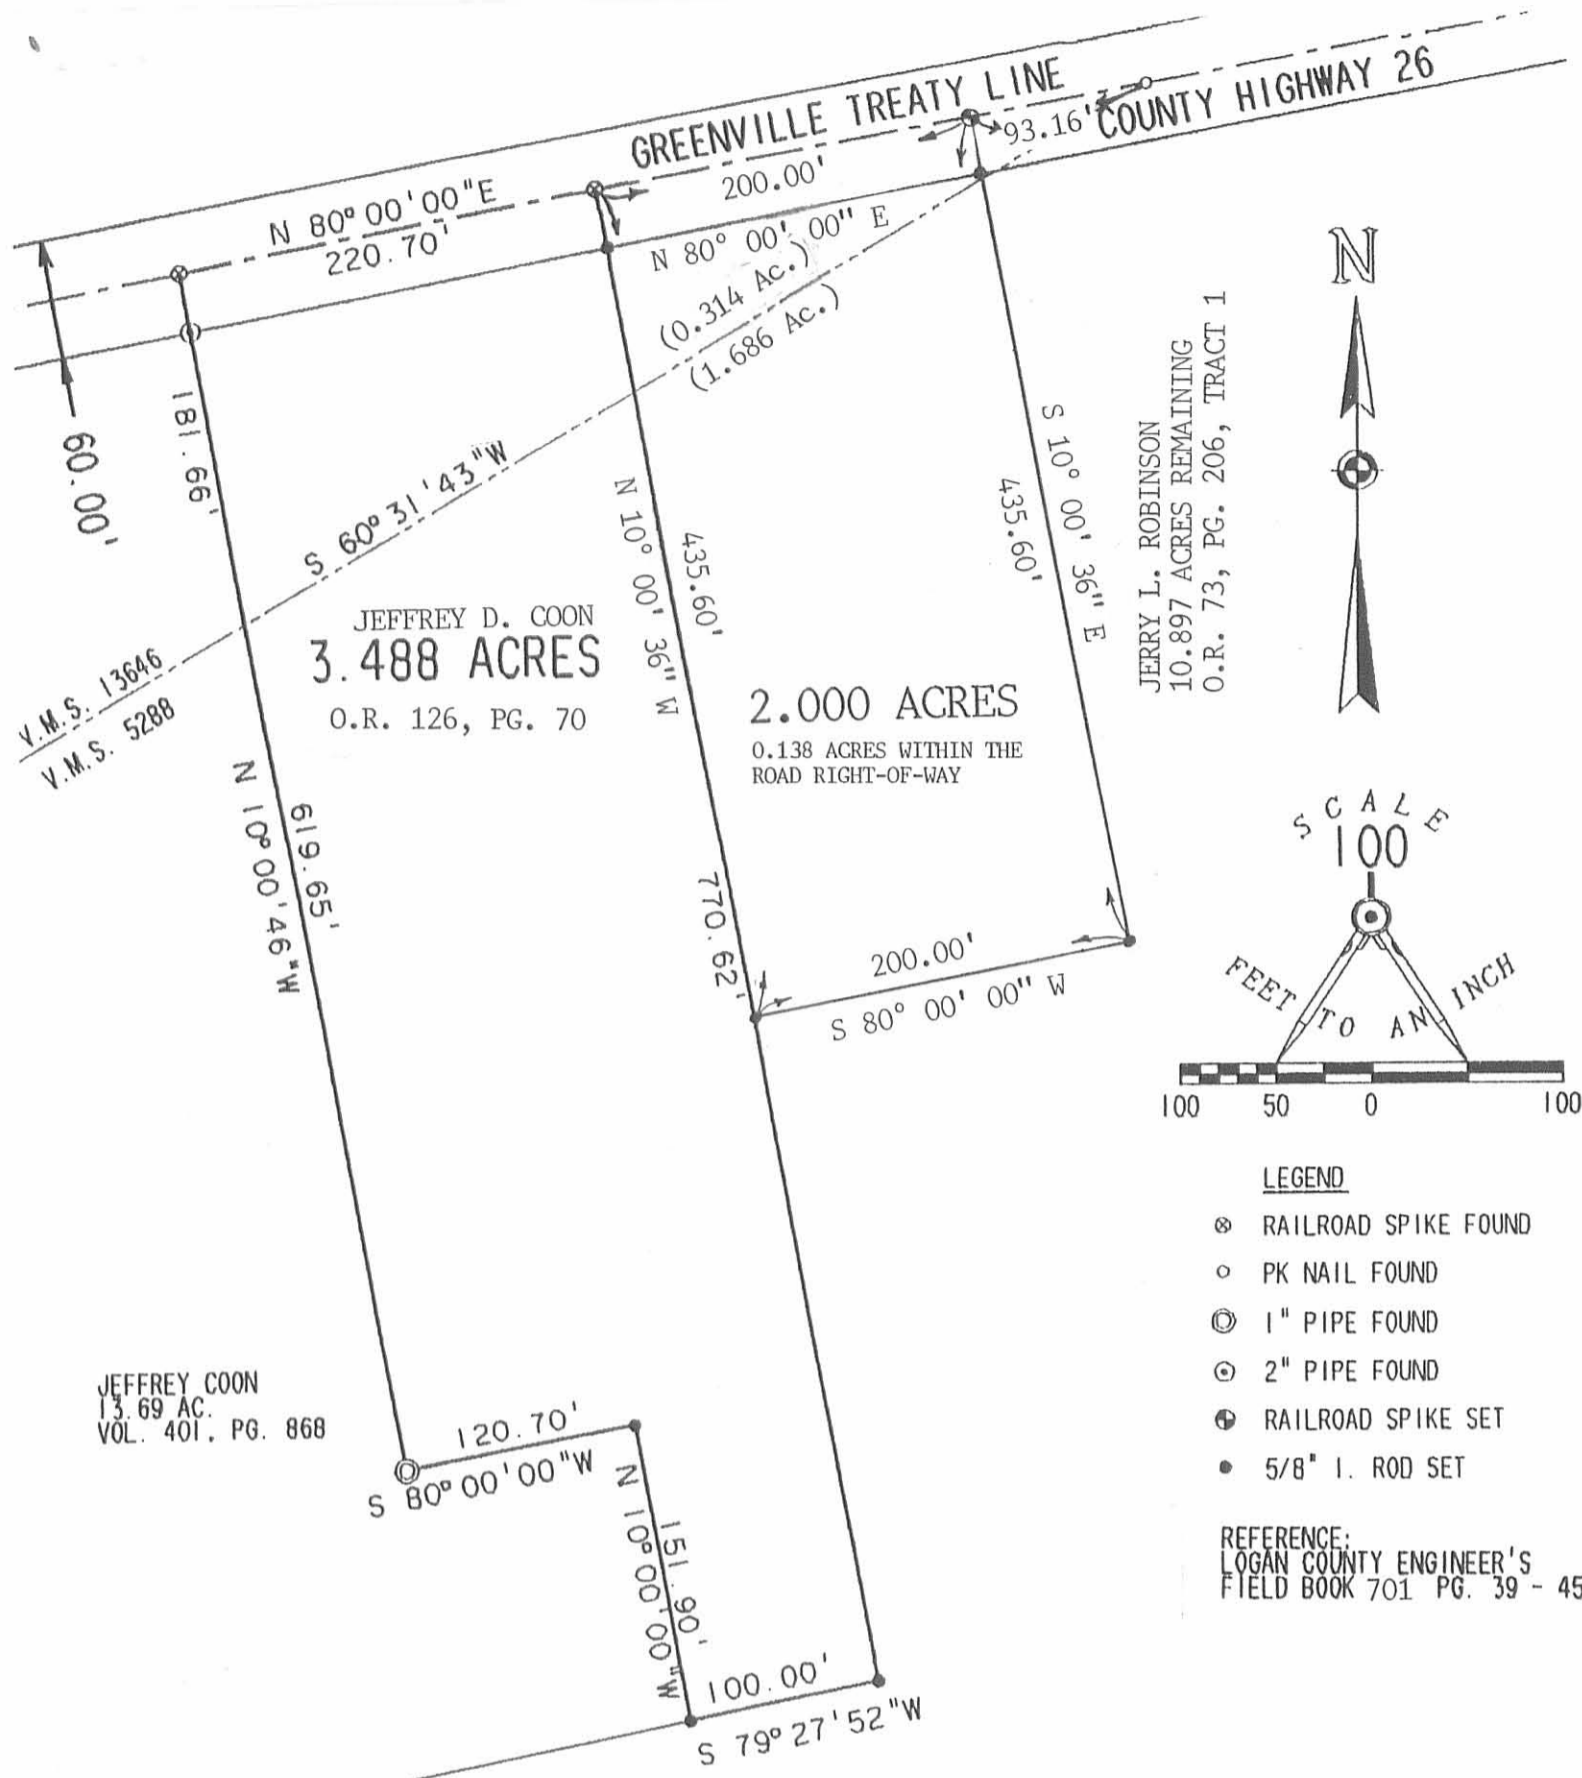 GREENVILLE TREATY LINE
COUNTY HIGHWAY 26
93.16'
N 80° 00' 00" E
220.70'
200.00'
N 80° 00' 00" E
(0.314 Ac.)
(1.686 Ac.)
60.00'
181.66'
S 60° 31' 43" W
V.M.S. 13646
V.M.S. 5288
JEFFREY D. COON
3.488 ACRES
O.R. 126, PG. 70
N 10° 00' 36" W
435.60'
S 10° 00' 36" E
435.60'
2.000 ACRES
0.138 ACRES WITHIN THE
ROAD RIGHT-OF-WAY
JERRY L. ROBINSON
10.897 ACRES REMAINING
O.R. 73, PG. 206, TRACT 1
N 10° 00' 46" W
619.65'
770.62'
200.00'
S 80° 00' 00" W
JEFFREY COON
13.69 AC.
VOL. 401, PG. 868
120.70'
S 80° 00' 00" W
N 10° 00' 00" W
151.90'
100.00'
S 79° 27' 52" W
N
SCALE
100
FEET TO AN INCH
100 50 0 100
LEGEND
RAILROAD SPIKE FOUND
PK NAIL FOUND
1" PIPE FOUND
2" PIPE FOUND
RAILROAD SPIKE SET
5/8" I. ROD SET
REFERENCE:
LOGAN COUNTY ENGINEER'S
FIELD BOOK 701 PG. 39 - 45